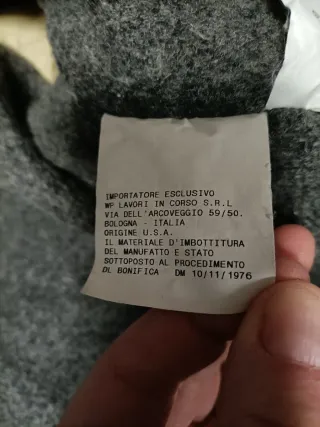 IMPORTATORE ESCLUSIVO
WP LAVORI IN CORSO S.R.L
VIA DELL'ARCOVEGGIO 59/50.
BOLOGNA - ITALIA
ORIGINE U.S.A.
IL MATERIALE D'IMBOTTITURA
DEL MANUFATTO E STATO
SOTTOPOSTO AL PROCEDIMENTO
DI BONIFICA DM 10/11/1976